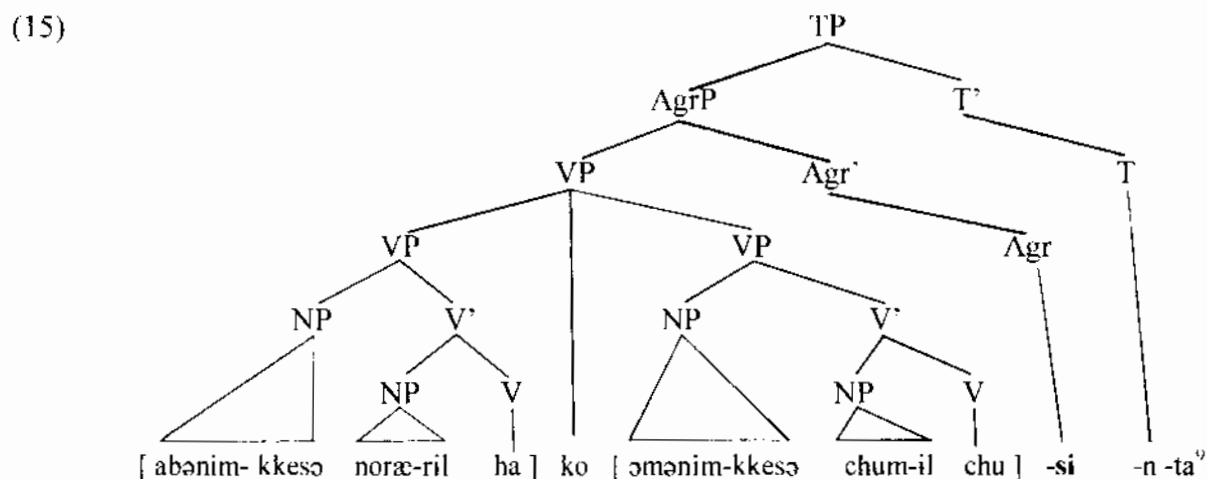 (15) TP
AgrP T'
VP Agr' T
VP VP Agr
NP V' NP V'
NP V NP V
[ abənim- kkesə noræ-ril ha ] ko [ əmənim-kkesə chum-il chu ] -si -n -ta⁹